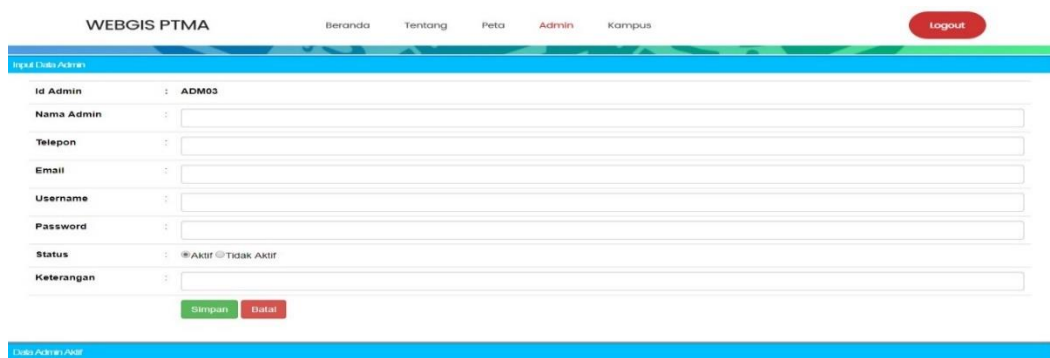 WEBGIS PTMA Beranda Tentang Peta Admin Kampus Logout
Input Data Admin
Id Admin : ADM03
Nama Admin :
Telepon :
Email :
Username :
Password :
Status : Aktif Tidak Aktif
Keterangan :
Simpan Batal
Data Admin Aktif